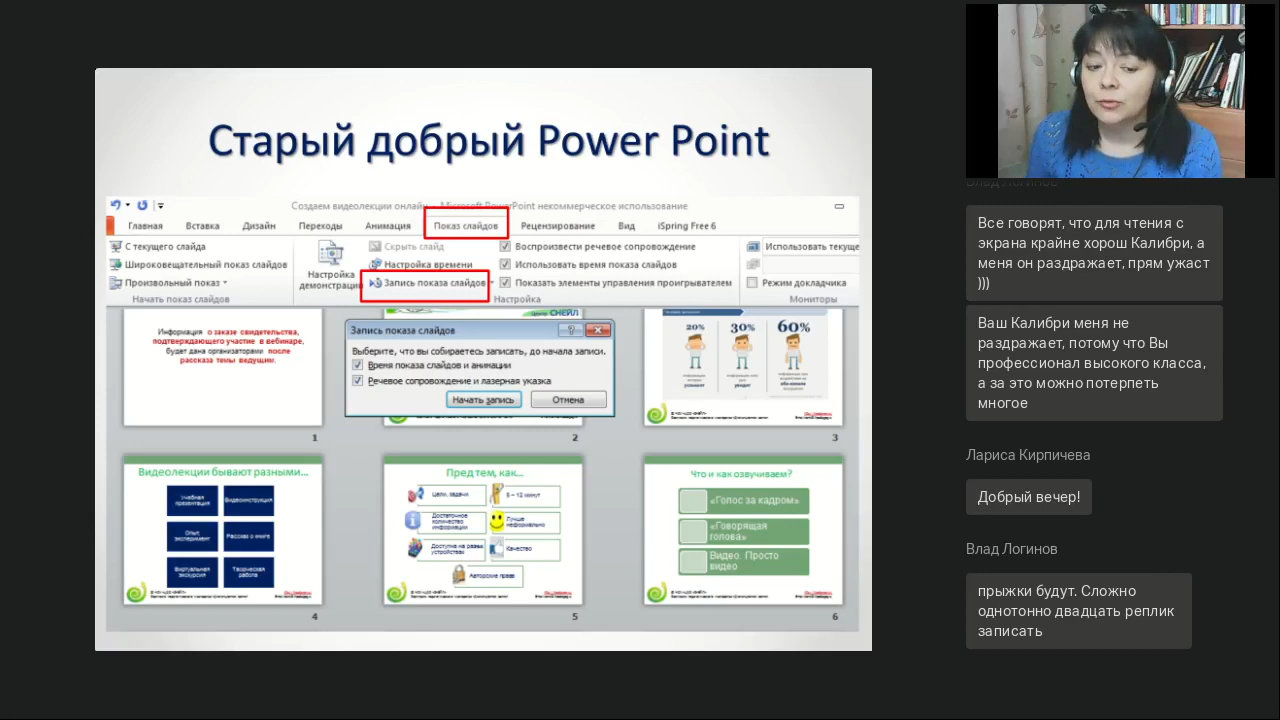 Старый добрый Power Point
Создаем видеолекции онлайн - Microsoft PowerPoint некоммерческое использование
Главная Вставка Дизайн Переходы Анимация Показ слайдов Рецензирование Вид iSpring Free 6
С текущего слайда
Широковещательный показ слайдов
Произвольный показ
Начать показ слайдов
Настройка
демонстрации
Скрыть слайд
Настройка времени
Запись показа слайдов
Воспроизвести речевое сопровождение
Использовать время показа слайдов
Показать элементы управления проигрывателем
Настройка
Использовать текуще
Режим докладчика
Мониторы
Информация о заказе свидетельства,
подтверждающего участие в вебинаре,
будет дана организаторами после
рассказа темы ведущим.
1
Центр СНЕЙЛ
Запись показа слайдов
Выберите, что вы собираетесь записать, до начала записи.
Время показа слайдов и анимации
Речевое сопровождение и лазерная указка
Начать запись Отмена
2
20% 30% 60%
3
Видеолекции бывают разными...
Учебная
презентация
Видеоинструкция
Опыт,
эксперимент
Рассказ о книге
Виртуальная
экскурсия
Творческая
работа
4
Пред тем, как...
Цели, задачи
5 – 12 минут
Достаточное
количество
информации
Лучше
неформально
Доступна на разных
устройствах
Качество
Авторские права
5
Что и как озвучиваем?
«Голос за кадром»
«Говорящая
голова»
Видео. Просто
видео
6
Влад Логинов
Все говорят, что для чтения с
экрана крайне хорош Калибри, а
меня он раздражает, прям ужаст
)))
Ваш Калибри меня не
раздражает, потому что Вы
профессионал высокого класса,
а за это можно потерпеть
многое
Лариса Кирпичева
Добрый вечер!
Влад Логинов
прыжки будут. Сложно
однотонно двадцать реплик
записать